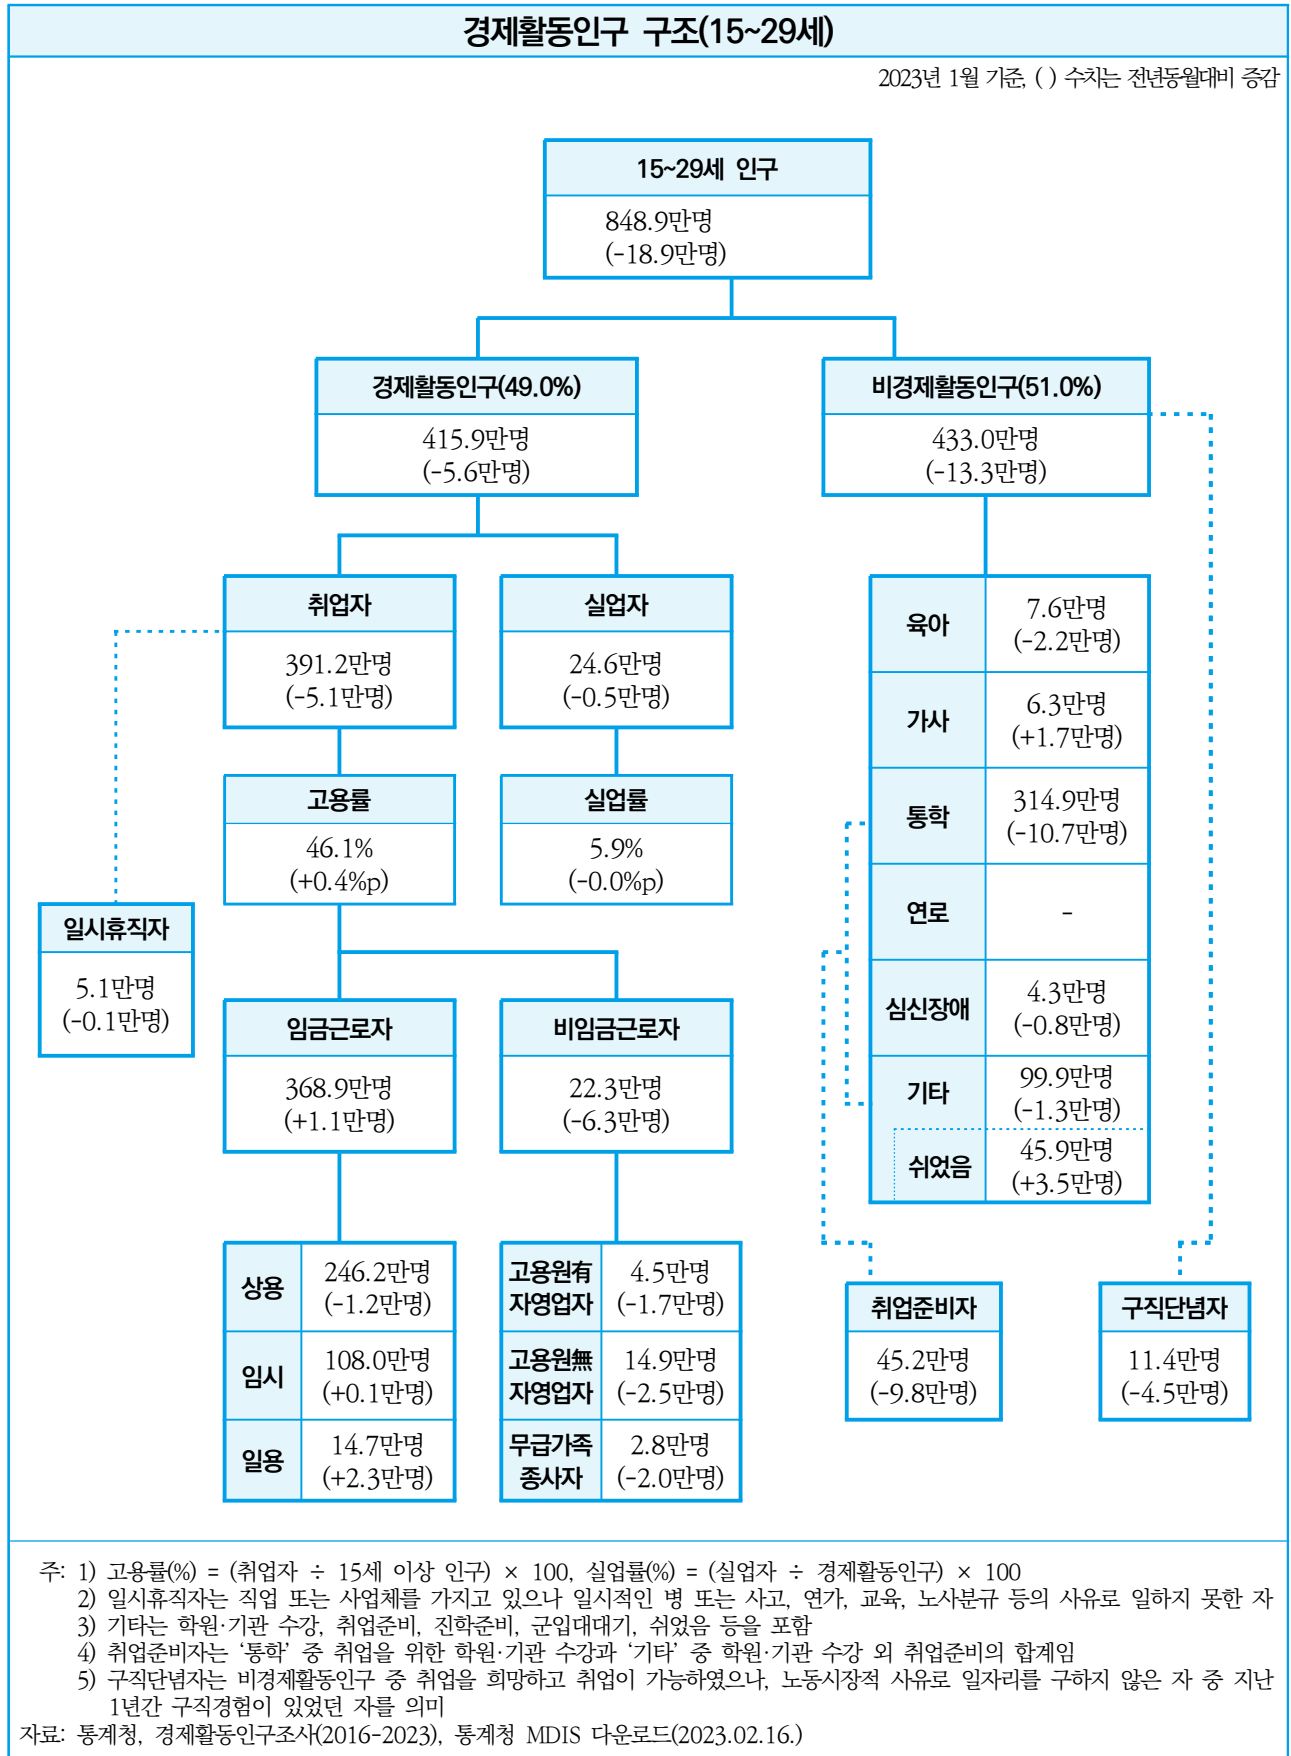 경제활동인구 구조(15~29세)
2023년 1월 기준, ( ) 수치는 전년동월대비 증감
15~29세 인구
848.9만명
(-18.9만명)
경제활동인구(49.0%)
415.9만명
(-5.6만명)
비경제활동인구(51.0%)
433.0만명
(-13.3만명)
취업자
391.2만명
(-5.1만명)
실업자
24.6만명
(-0.5만명)
고용률
46.1%
(+0.4%p)
실업률
5.9%
(-0.0%p)
일시휴직자
5.1만명
(-0.1만명)
임금근로자
368.9만명
(+1.1만명)
비임금근로자
22.3만명
(-6.3만명)
상용
246.2만명
(-1.2만명)
임시
108.0만명
(+0.1만명)
일용
14.7만명
(+2.3만명)
고용원有
자영업자
4.5만명
(-1.7만명)
고용원無
자영업자
14.9만명
(-2.5만명)
무급가족
종사자
2.8만명
(-2.0만명)
육아
7.6만명
(-2.2만명)
가사
6.3만명
(+1.7만명)
통학
314.9만명
(-10.7만명)
연로
-
심신장애
4.3만명
(-0.8만명)
기타
99.9만명
(-1.3만명)
쉬었음
45.9만명
(+3.5만명)
취업준비자
45.2만명
(-9.8만명)
구직단념자
11.4만명
(-4.5만명)
주: 1) 고용률(%) = (취업자 ÷ 15세 이상 인구) × 100, 실업률(%) = (실업자 ÷ 경제활동인구) × 100
2) 일시휴직자는 직업 또는 사업체를 가지고 있으나 일시적인 병 또는 사고, 연가, 교육, 노사분규 등의 사유로 일하지 못한 자
3) 기타는 학원·기관 수강, 취업준비, 진학준비, 군입대대기, 쉬었음 등을 포함
4) 취업준비자는 ‘통학’ 중 취업을 위한 학원·기관 수강과 ‘기타’ 중 학원·기관 수강 외 취업준비의 합계임
5) 구직단념자는 비경제활동인구 중 취업을 희망하고 취업이 가능하였으나, 노동시장적 사유로 일자리를 구하지 않은 자 중 지난
1년간 구직경험이 있었던 자를 의미
자료: 통계청, 경제활동인구조사(2016-2023), 통계청 MDIS 다운로드(2023.02.16.)